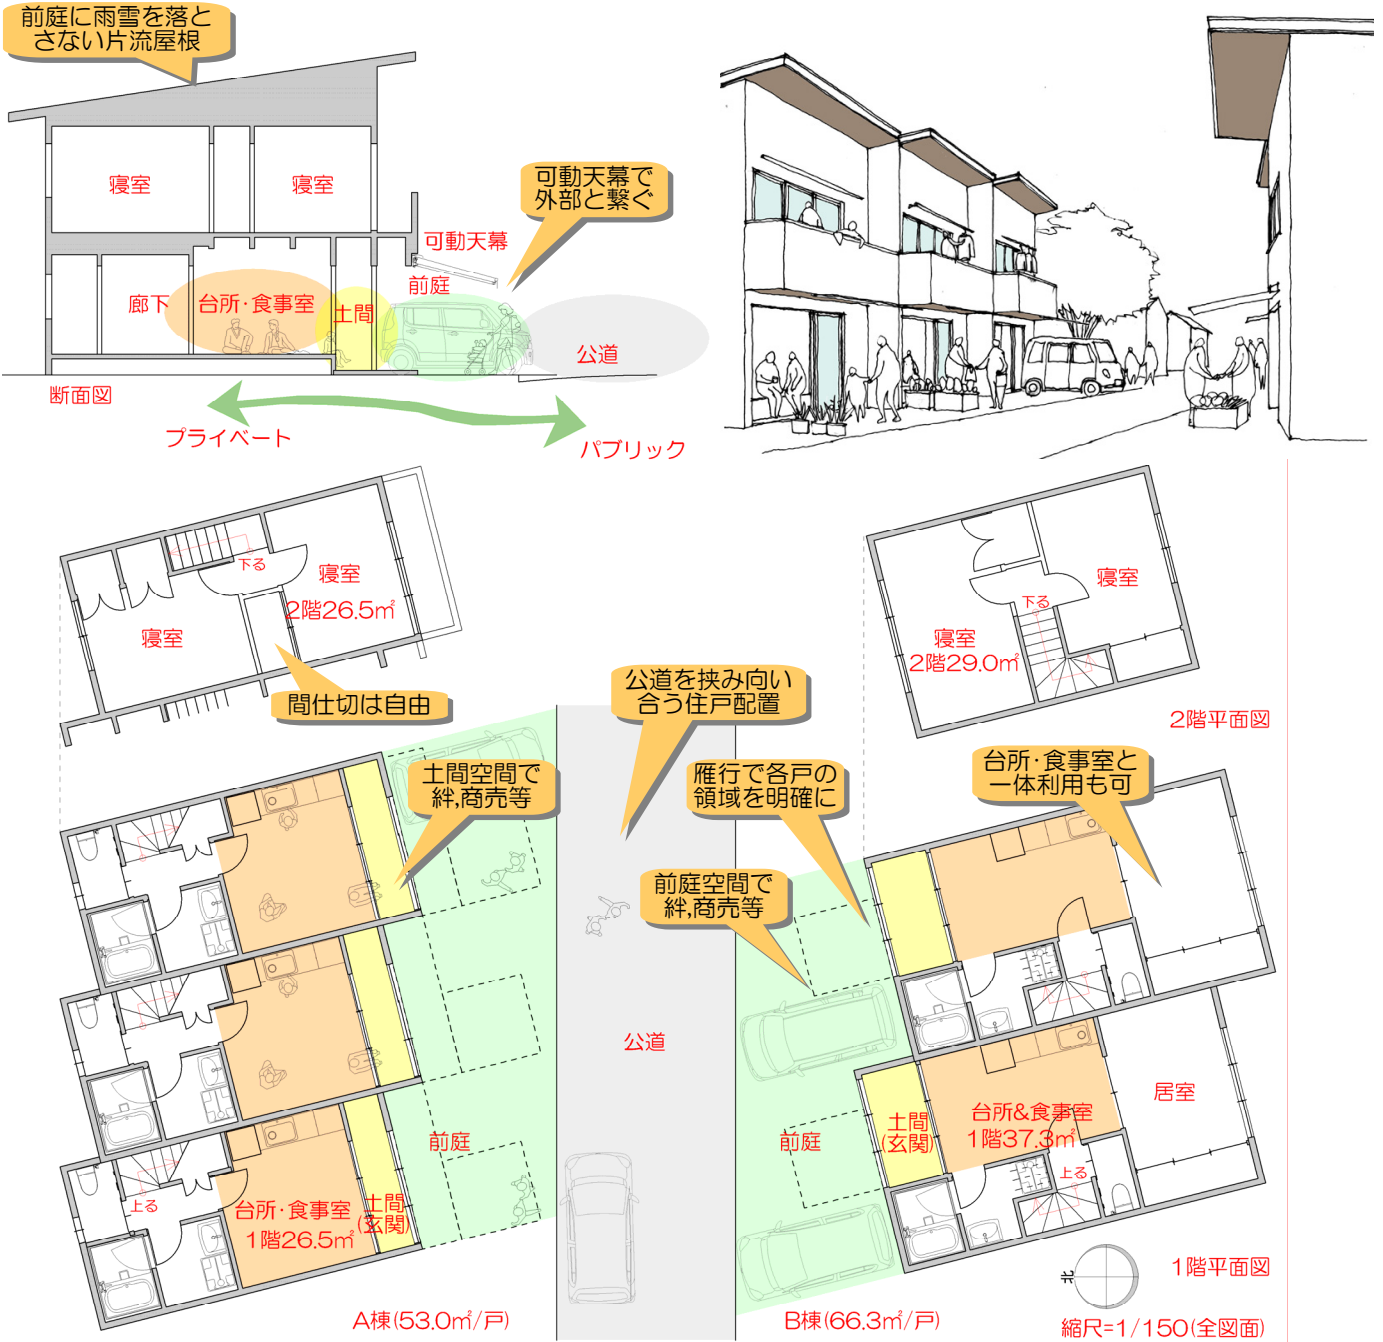 前庭に雨雪を落と
さない片流屋根
寝室
寝室
可動天幕で
外部と繋ぐ
可動天幕
前庭
廊下
台所・食事室
土間
公道
断面図
プライベート
パブリック
下る
寝室
2階26.5㎡
寝室
間仕切は自由
公道を挟み向い
合う住戸配置
下る
寝室
寝室
2階29.0㎡
2階平面図
土間空間で
絆,商売等
雁行で各戸の
領域を明確に
台所・食事室と
一体利用も可
前庭空間で
絆,商売等
公道
前庭
上る
台所・食事室
1階26.5㎡
土間
(玄関)
前庭
土間
(玄関)
台所&食事室
1階37.3㎡
居室
上る
A棟(53.0㎡/戸)
B棟(66.3㎡/戸)
北
1階平面図
縮尺=1/150(全図面)